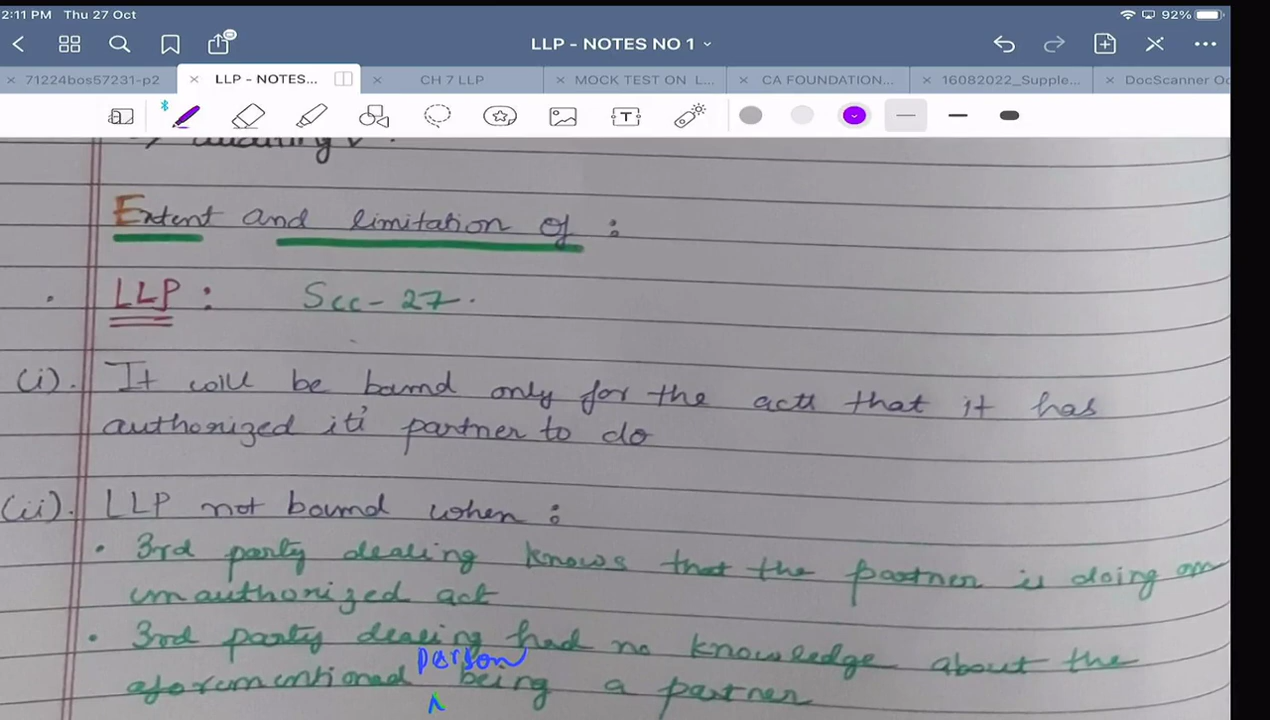 2:11 PM Thu 27 Oct 92%
LLP - NOTES NO 1
71224bos57231-p2 LLP - NOTES... CH 7 LLP MOCK TEST ON L... CA FOUNDATION... 16082022_Supple... DocScanner Oc
Extent and limitation of :
LLP : Sec - 27.
(i). It will be bound only for the acts that it has
authorized it's partner to do
(ii). LLP not bound when :
• 3rd party dealing knows that the partner is doing an
unauthorized act
• 3rd party dealing had no knowledge about the
person
aforementioned being a partner